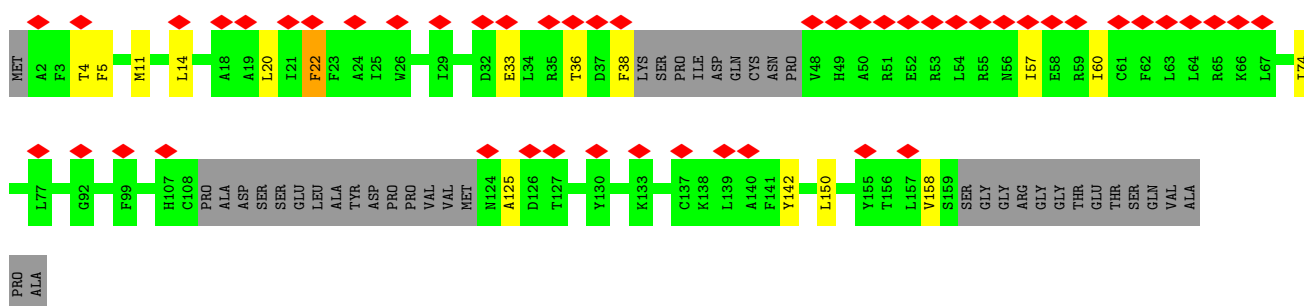 MET A2 F3 T4 F5 M11 L14 A18 A19 L20 I21 F22 F23 A24 I25 W26 I29 D32 E33 L34 R35 T36 D37 F38 LYS SER PRO ILE ASP GLN CYS ASN PRO V48 H49 A50 R51 E52 R53 L54 R55 N56 I57 E58 R59 I60 C61 F62 L63 L64 R65 K66 L67 I74
L77 G92 F99 H107 C108 PRO ALA ASP SER SER GLU LEU ALA TYR ASP PRO PRO VAL VAL MET N124 A125 D126 T127 Y130 K133 C137 K138 L139 A140 F141 Y142 L150 Y155 T156 L157 V158 S159 SER GLY GLY ARG GLY GLY THR GLU THR SER GLN VAL ALA
PRO ALA